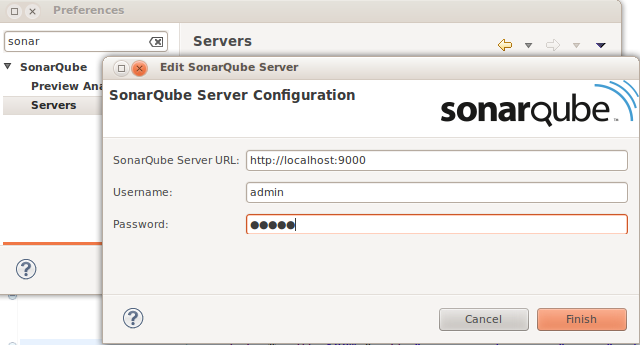 Preferences
sonar
Servers
SonarQube
Preview Ana
Servers
Edit SonarQube Server
SonarQube Server Configuration
sonarqube™
SonarQube Server URL: http://localhost:9000
Username: admin
Password: ●●●●●
? ?
Cancel Finish